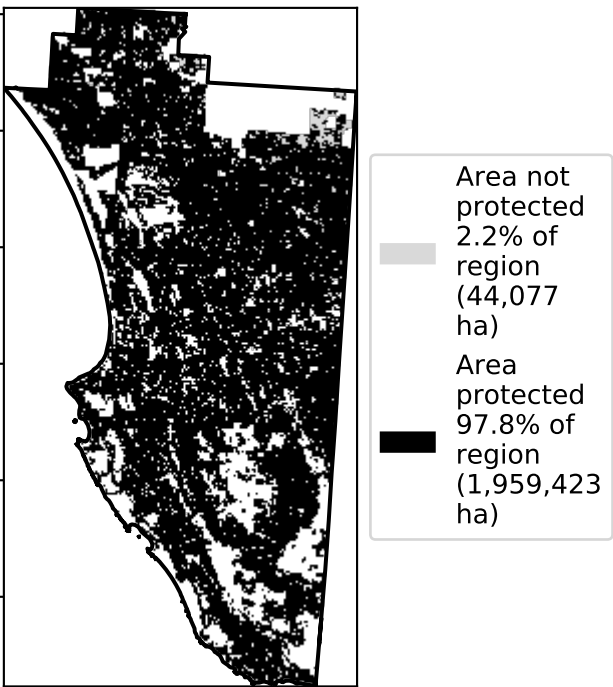 Area not
protected
2.2% of
region
(44,077
ha)
Area
protected
97.8% of
region
(1,959,423
ha)